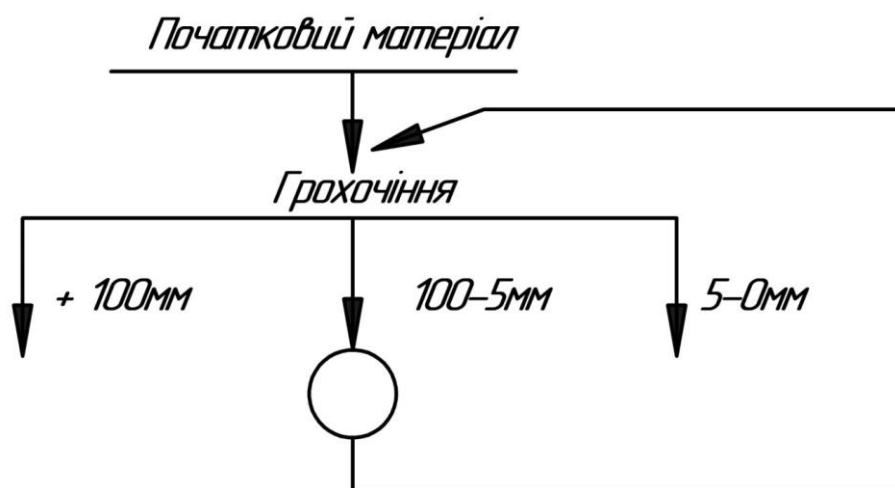 Початковий матеріал
Грохочіння
+ 100мм
100-5мм
5-0мм